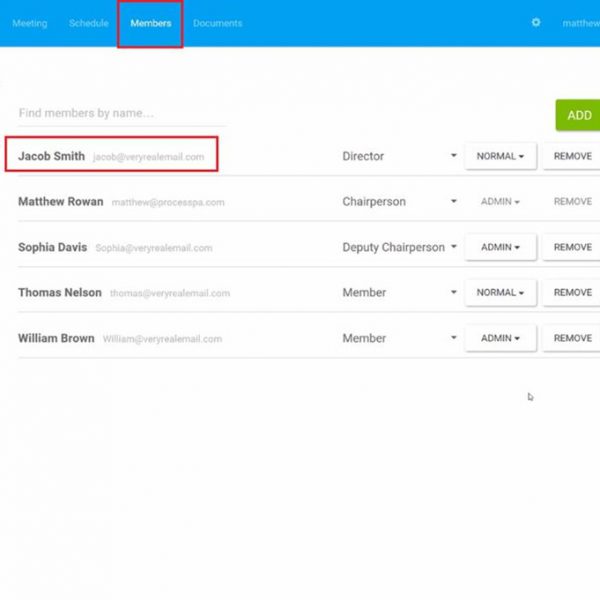 Meeting Schedule Members Documents matthew
Find members by name... ADD
Jacob Smith jacob@veryrealemail.com Director NORMAL REMOVE
Matthew Rowan matthew@processpa.com Chairperson ADMIN REMOVE
Sophia Davis Sophia@veryrealemail.com Deputy Chairperson ADMIN REMOVE
Thomas Nelson thomas@veryrealemail.com Member NORMAL REMOVE
William Brown William@veryrealemail.com Member ADMIN REMOVE